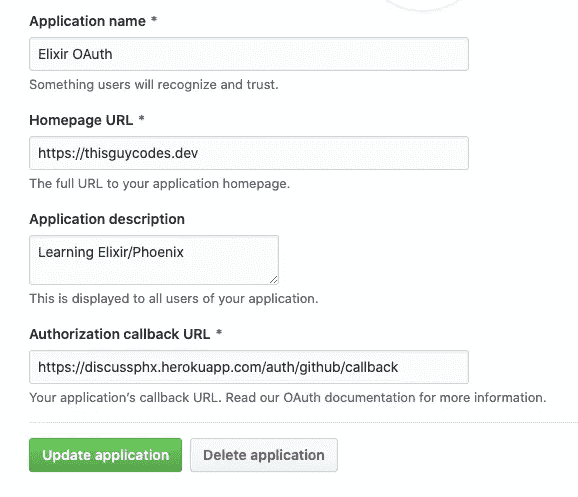 Application name *
Elixir OAuth
Something users will recognize and trust.
Homepage URL *
https://thisguycodes.dev
The full URL to your application homepage.
Application description
Learning Elixir/Phoenix
This is displayed to all users of your application.
Authorization callback URL *
https://discussphx.herokuapp.com/auth/github/callback
Your application's callback URL. Read our OAuth documentation for more information.
Update application Delete application